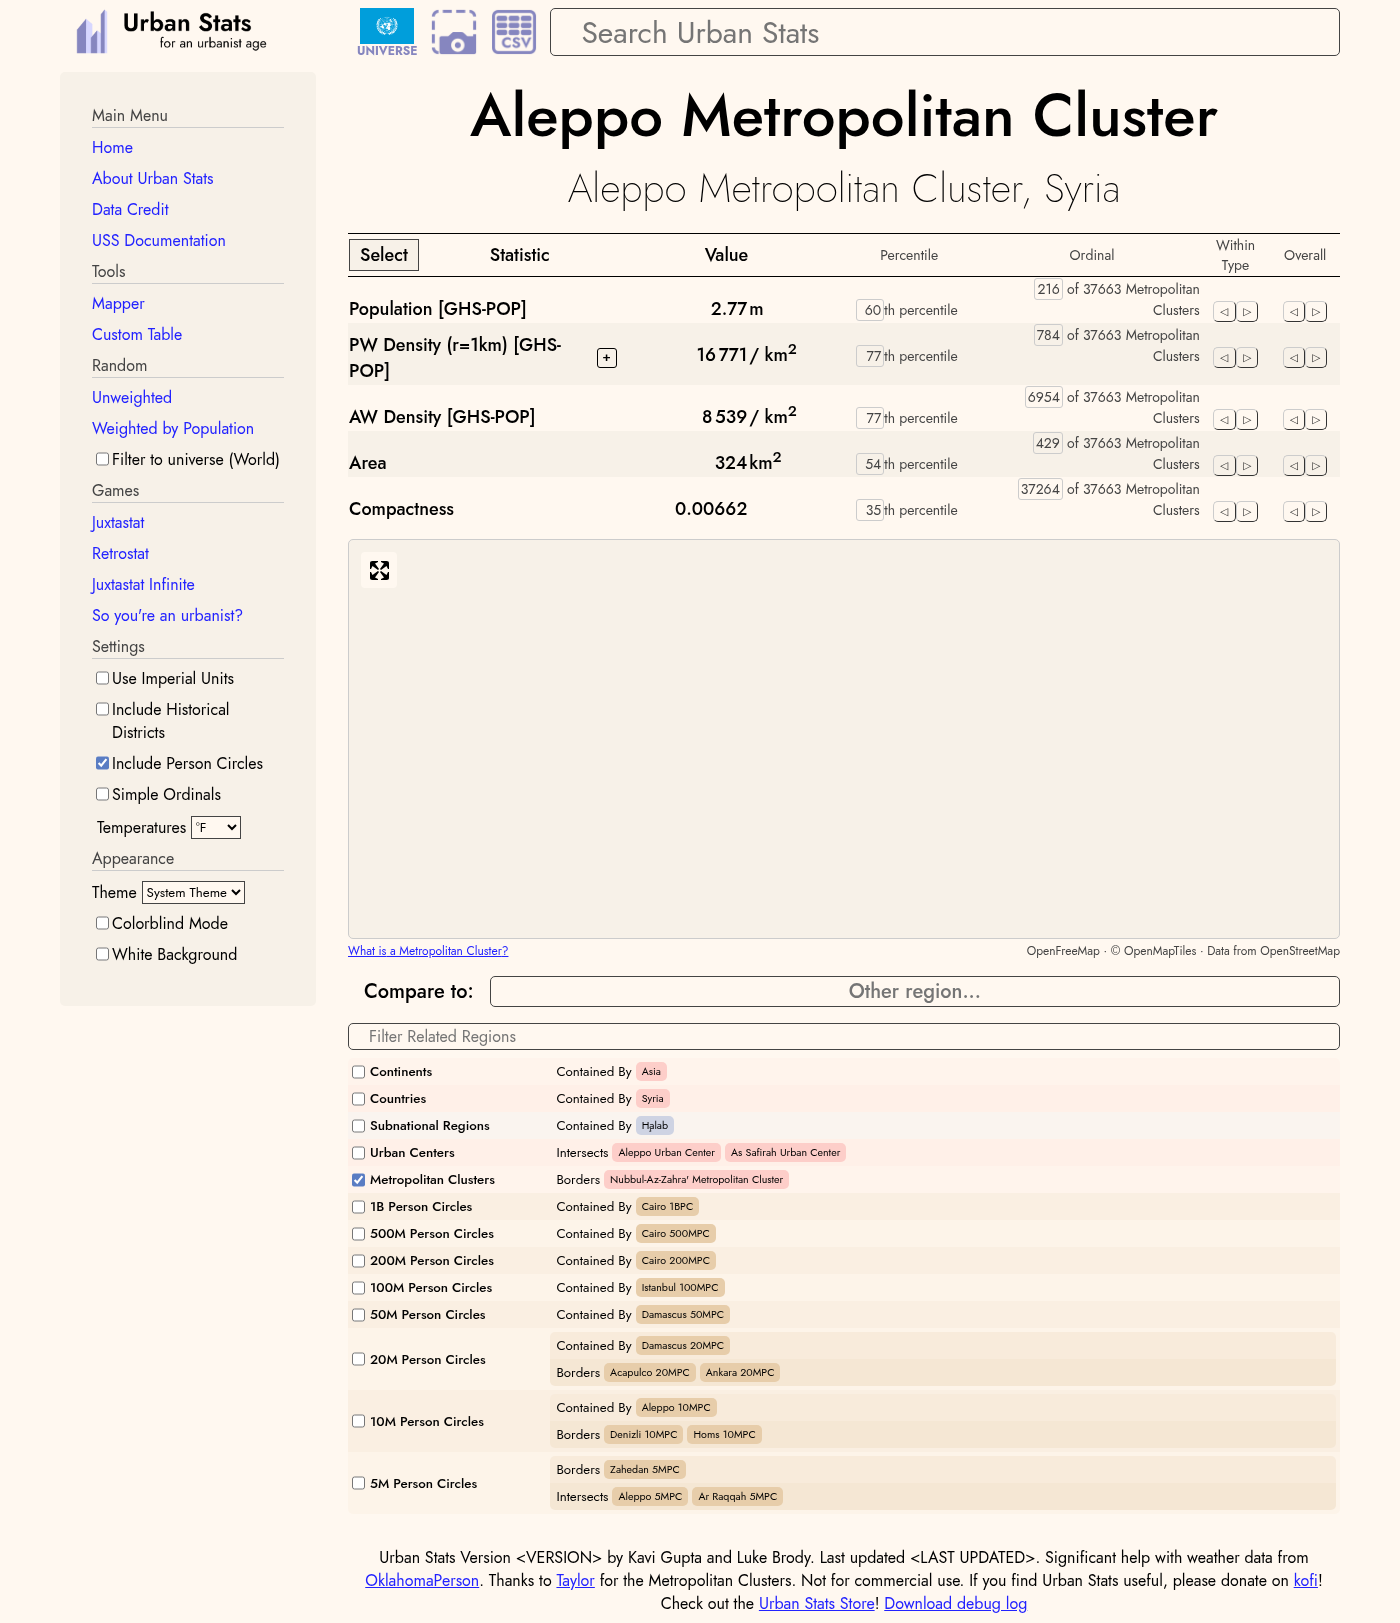 Urban Stats
for an urbanist age
UNIVERSE
CSV
Search Urban Stats
Main Menu
Home
About Urban Stats
Data Credit
USS Documentation
Tools
Mapper
Custom Table
Random
Unweighted
Weighted by Population
Filter to universe (World)
Games
Juxtastat
Retrostat
Juxtastat Infinite
So you're an urbanist?
Settings
Use Imperial Units
Include Historical
Districts
Include Person Circles
Simple Ordinals
Temperatures °F
Appearance
Theme System Theme
Colorblind Mode
White Background
Aleppo Metropolitan Cluster
Aleppo Metropolitan Cluster, Syria
Select Statistic Value Percentile Ordinal Within Type Overall
Population [GHS-POP] 2.77 m 60th percentile 216 of 37663 Metropolitan Clusters ◁ ▷ ◁ ▷
PW Density (r=1km) [GHS-POP] + 16 771 / km² 77th percentile 784 of 37663 Metropolitan Clusters ◁ ▷ ◁ ▷
AW Density [GHS-POP] 8 539 / km² 77th percentile 6954 of 37663 Metropolitan Clusters ◁ ▷ ◁ ▷
Area 324 km² 54th percentile 429 of 37663 Metropolitan Clusters ◁ ▷ ◁ ▷
Compactness 0.00662 35th percentile 37264 of 37663 Metropolitan Clusters ◁ ▷ ◁ ▷
What is a Metropolitan Cluster? OpenFreeMap · © OpenMapTiles · Data from OpenStreetMap
Compare to: Other region...
Filter Related Regions
Continents Contained By Asia
Countries Contained By Syria
Subnational Regions Contained By Ḩalab
Urban Centers Intersects Aleppo Urban Center As Safirah Urban Center
Metropolitan Clusters Borders Nubbul-Az-Zahra' Metropolitan Cluster
1B Person Circles Contained By Cairo 1BPC
500M Person Circles Contained By Cairo 500MPC
200M Person Circles Contained By Cairo 200MPC
100M Person Circles Contained By Istanbul 100MPC
50M Person Circles Contained By Damascus 50MPC
20M Person Circles Contained By Damascus 20MPC
Borders Acapulco 20MPC Ankara 20MPC
10M Person Circles Contained By Aleppo 10MPC
Borders Denizli 10MPC Homs 10MPC
5M Person Circles Borders Zahedan 5MPC
Intersects Aleppo 5MPC Ar Raqqah 5MPC
Urban Stats Version <VERSION> by Kavi Gupta and Luke Brody. Last updated <LAST UPDATED>. Significant help with weather data from
OklahomaPerson. Thanks to Taylor for the Metropolitan Clusters. Not for commercial use. If you find Urban Stats useful, please donate on kofi!
Check out the Urban Stats Store! Download debug log